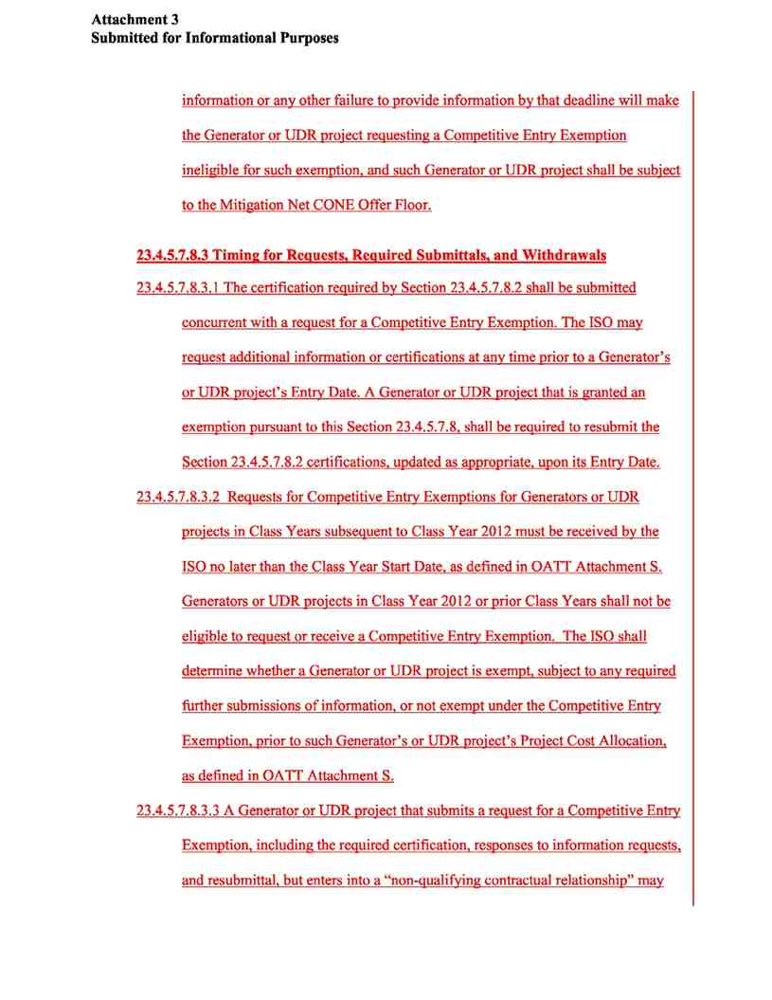 Attachment 3
Submitted for Informational Purposes
information or any other failure to provide information by that deadline will make
the Generator or UDR project requesting a Competitive Entry Exemption
ineligible for such exemption, and such Generator or UDR project shall be subject
to the Mitigation Net CONE Offer Floor.
23.4.5.7.8.3 Timing for Requests, Required Submittals, and Withdrawals
23.4.5.7.8.3.1 The certification required by Section 23.4.5.7.8.2 shall be submitted
concurrent with a request for a Competitive Entry Exemption. The ISO may
request additional information or certifications at any time prior to a Generator’s
or UDR project’s Entry Date. A Generator or UDR project that is granted an
exemption pursuant to this Section 23.4.5.7.8, shall be required to resubmit the
Section 23.4.5.7.8.2 certifications, updated as appropriate, upon its Entry Date.
23.4.5.7.8.3.2 Requests for Competitive Entry Exemptions for Generators or UDR
projects in Class Years subsequent to Class Year 2012 must be received by the
ISO no later than the Class Year Start Date, as defined in OATT Attachment S.
Generators or UDR projects in Class Year 2012 or prior Class Years shall not be
eligible to request or receive a Competitive Entry Exemption. The ISO shall
determine whether a Generator or UDR project is exempt, subject to any required
further submissions of information, or not exempt under the Competitive Entry
Exemption, prior to such Generator’s or UDR project’s Project Cost Allocation,
as defined in OATT Attachment S.
23.4.5.7.8.3.3 A Generator or UDR project that submits a request for a Competitive Entry
Exemption, including the required certification, responses to information requests,
and resubmittal, but enters into a “non-qualifying contractual relationship” may